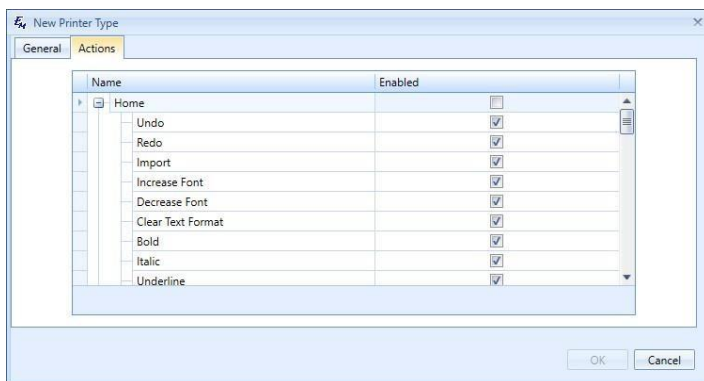 EM New Printer Type
General Actions
Name Enabled
Home
Undo
Redo
Import
Increase Font
Decrease Font
Clear Text Format
Bold
Italic
Underline
OK Cancel